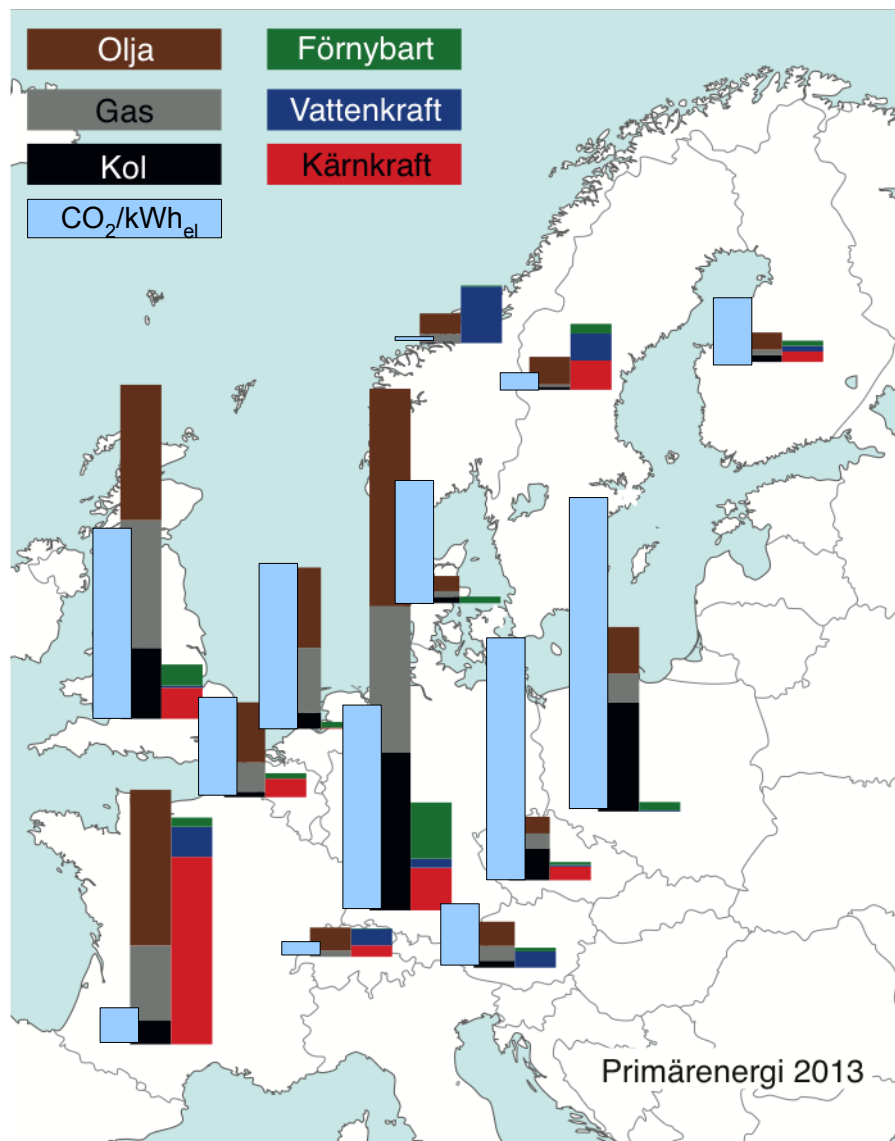 Olja
Förnybart
Gas
Vattenkraft
Kol
Kärnkraft
CO₂/kWhₑₗ
Primärenergi 2013